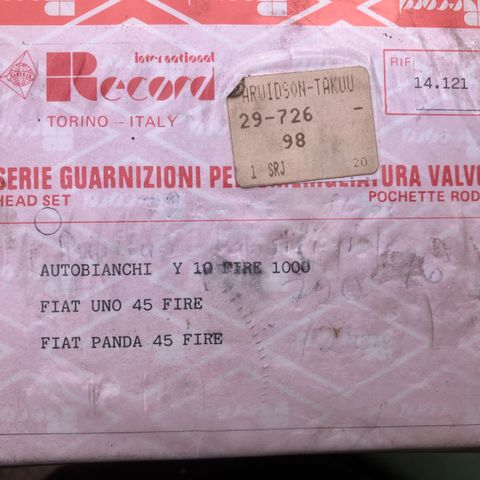 international
Record
TORINO - ITALY
RIF.
14.121
ARVIDSON-TAKUU
29-726 -
98
1 SRJ 20
SERIE GUARNIZIONI PE TURA VALVO
HEAD SET
POCHETTE ROD
AUTOBIANCHI Y 10 FIRE 1000
FIAT UNO 45 FIRE
FIAT PANDA 45 FIRE